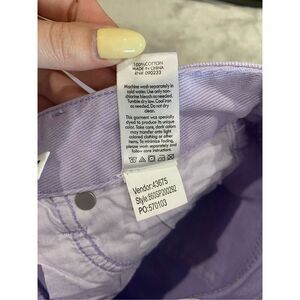 100%COTTON
MADE IN CHINA
RN# 090233
Machine wash separately in
cold water. Use only non-
chlorine bleach as needed.
Tumble dry low. Cool iron
as needed. Do not dry
clean.
This garment was specially
dyed to produce its unique
color. Take care, dark dyes
may transfer onto light
colored clothing or other
items. To minimize fading,
please wash separately and
follow care instructions.
Vendor:43675
PO:570103